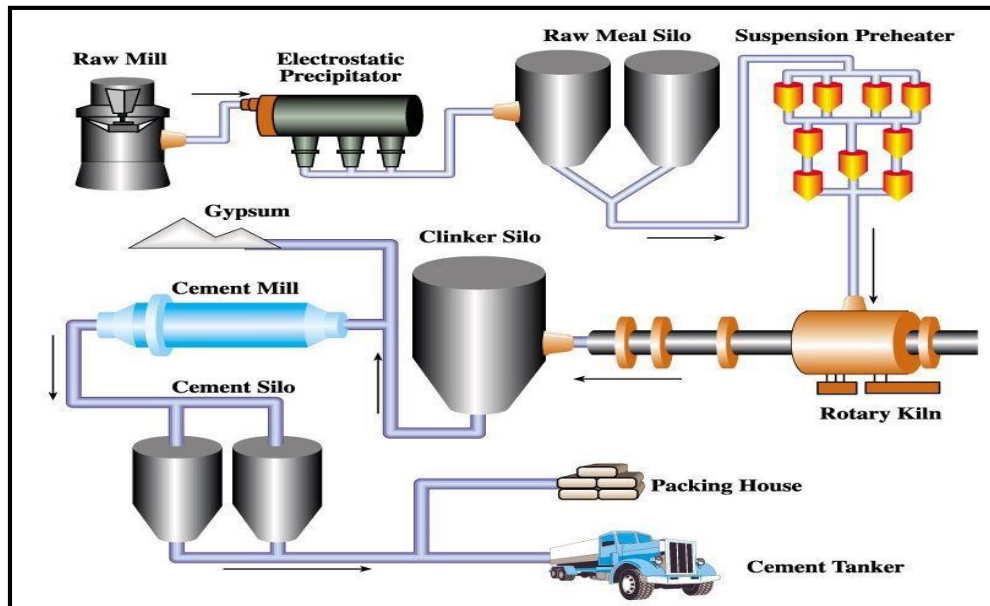 Raw Mill
Electrostatic
Precipitator
Raw Meal Silo
Suspension Preheater
Gypsum
Clinker Silo
Cement Mill
Cement Silo
Rotary Kiln
Packing House
Cement Tanker